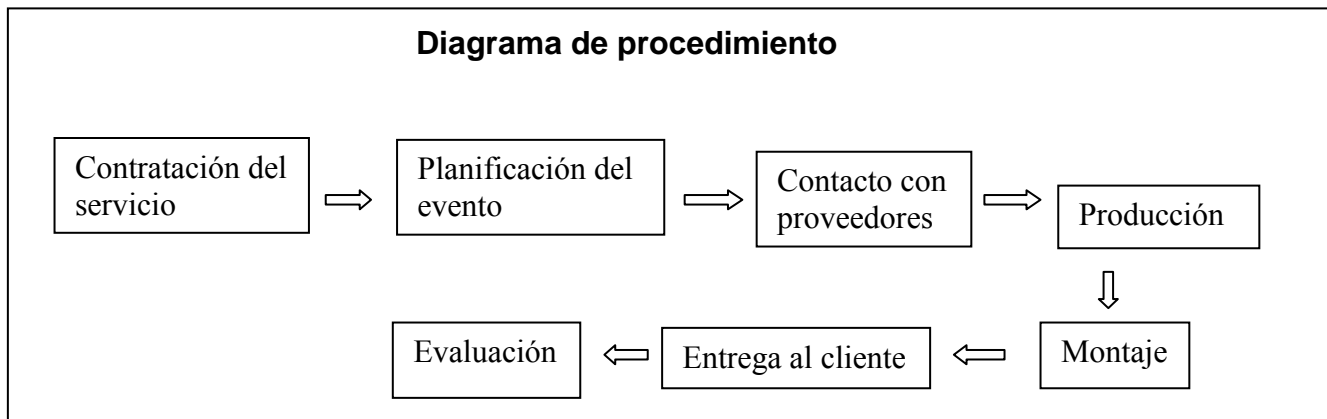 Diagrama de procedimiento
Contratación del
servicio
Planificación del
evento
Contacto con
proveedores
Producción
Montaje
Entrega al cliente
Evaluación